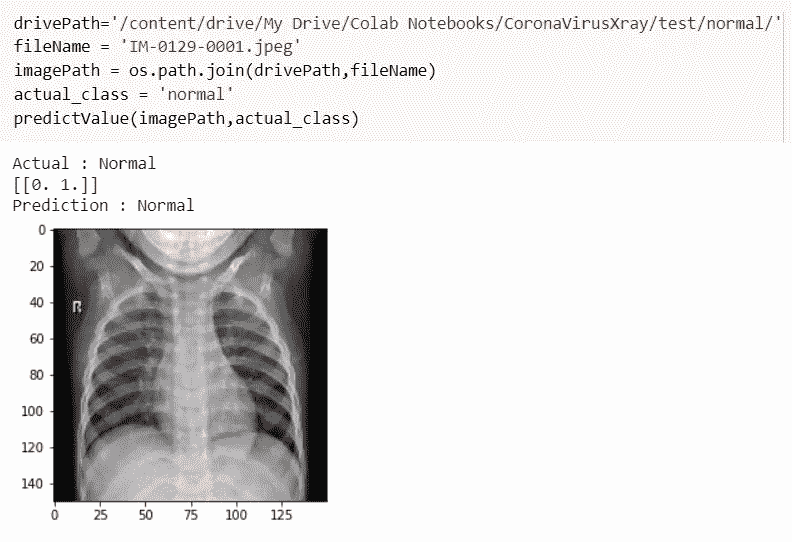 drivePath='/content/drive/My Drive/Colab Notebooks/CoronaVirusXray/test/normal/'
fileName = 'IM-0129-0001.jpeg'
imagePath = os.path.join(drivePath,fileName)
actual_class = 'normal'
predictValue(imagePath,actual_class)
Actual : Normal
[[0. 1.]]
Prediction : Normal
0
20
40
R
60
80
100
120
140
0 25 50 75 100 125